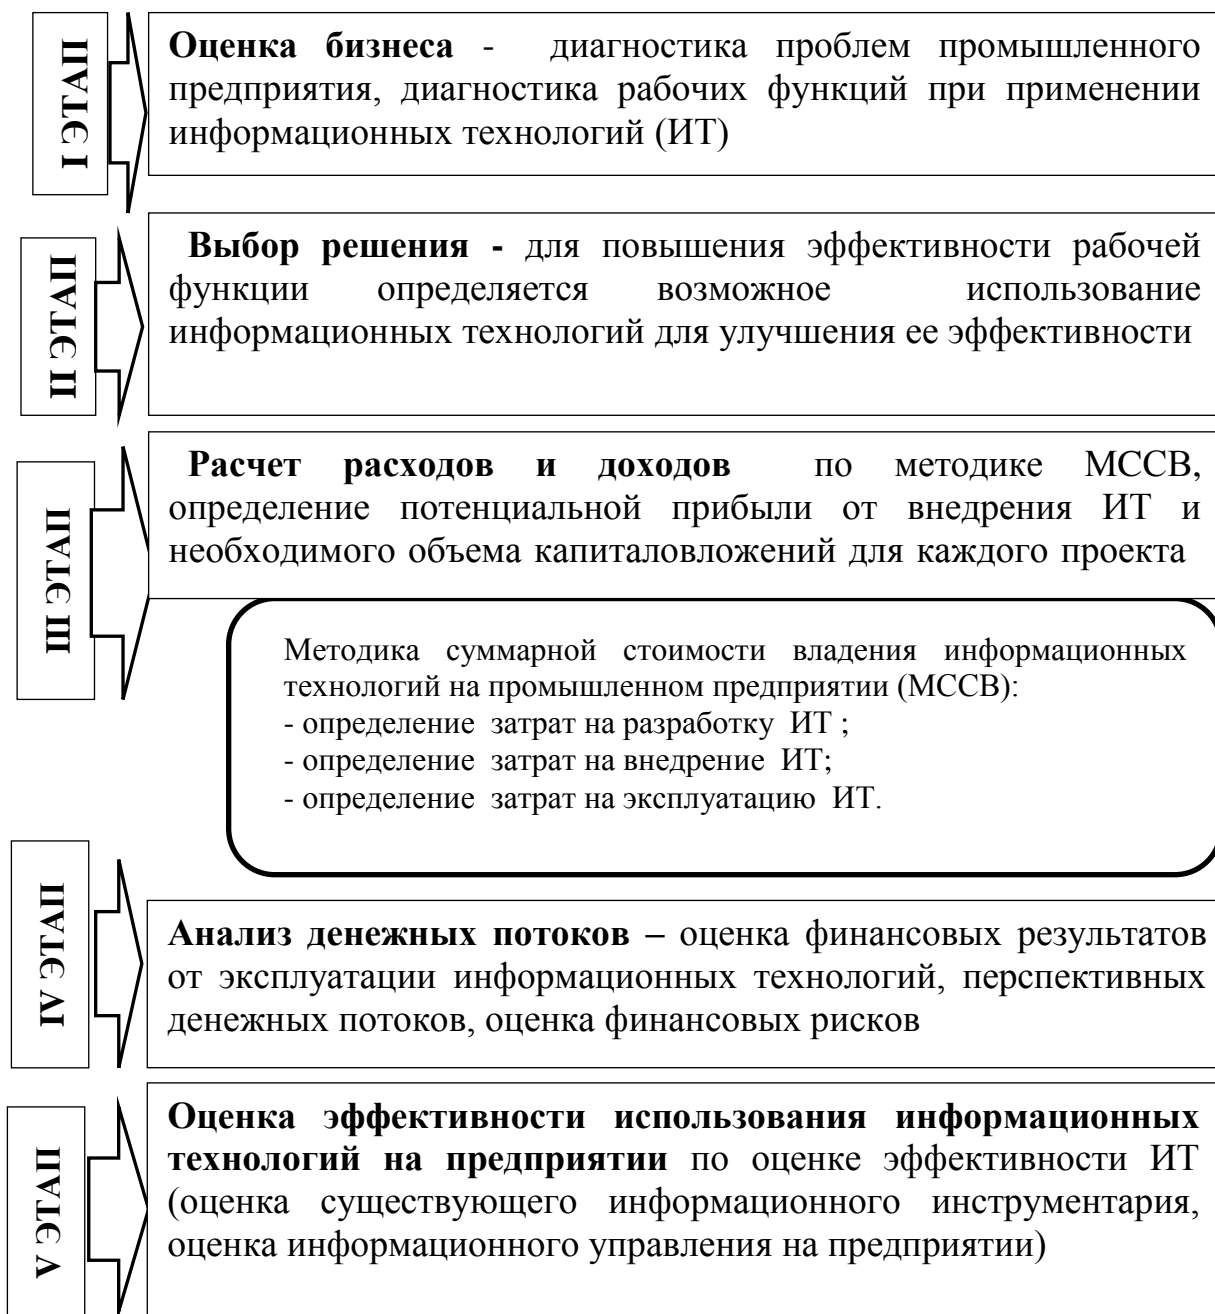 I ЭТАП
Оценка бизнеса - диагностика проблем промышленного
предприятия, диагностика рабочих функций при применении
информационных технологий (ИТ)
II ЭТАП
Выбор решения - для повышения эффективности рабочей
функции определяется возможное использование
информационных технологий для улучшения ее эффективности
III ЭТАП
Расчет расходов и доходов по методике МССВ,
определение потенциальной прибыли от внедрения ИТ и
необходимого объема капиталовложений для каждого проекта
Методика суммарной стоимости владения информационных
технологий на промышленном предприятии (МССВ):
- определение затрат на разработку ИТ ;
- определение затрат на внедрение ИТ;
- определение затрат на эксплуатацию ИТ.
IV ЭТАП
Анализ денежных потоков – оценка финансовых результатов
от эксплуатации информационных технологий, перспективных
денежных потоков, оценка финансовых рисков
V ЭТАП
Оценка эффективности использования информационных
технологий на предприятии по оценке эффективности ИТ
(оценка существующего информационного инструментария,
оценка информационного управления на предприятии)